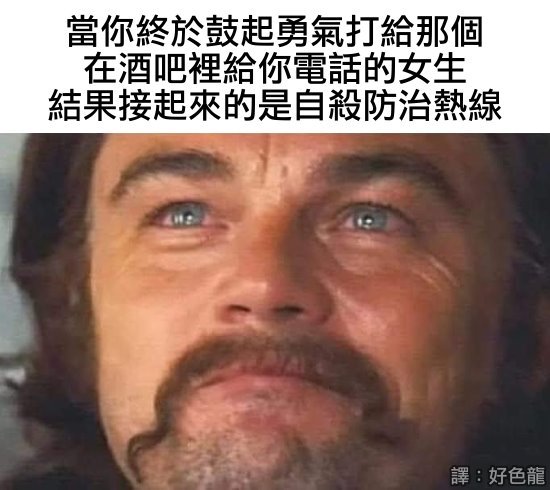 當你終於鼓起勇氣打給那個
在酒吧裡給你電話的女生
結果接起來的是自殺防治熱線
譯：好色龍